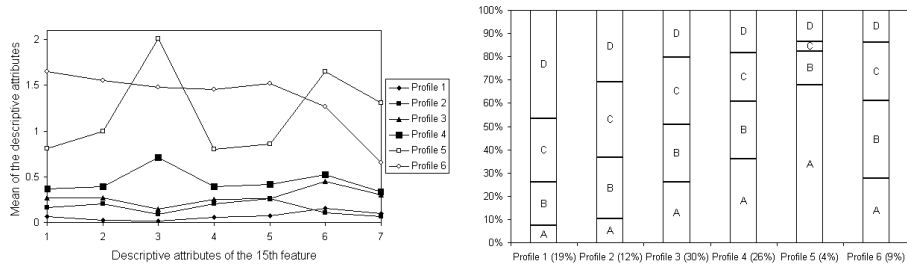 Mean of the descriptive attributes
2
1.5
1
0.5
0
1 2 3 4 5 6 7
Descriptive attributes of the 15th feature
Profile 1
Profile 2
Profile 3
Profile 4
Profile 5
Profile 6
100%
90%
80%
70%
60%
50%
40%
30%
20%
10%
0%
D
C
B
A
D
C
B
A
D
C
B
A
D
C
B
A
D
C
B
A
D
C
B
A
Profile 1 (19%) Profile 2 (12%) Profile 3 (30%) Profile 4 (26%) Profile 5 (4%) Profile 6 (9%)